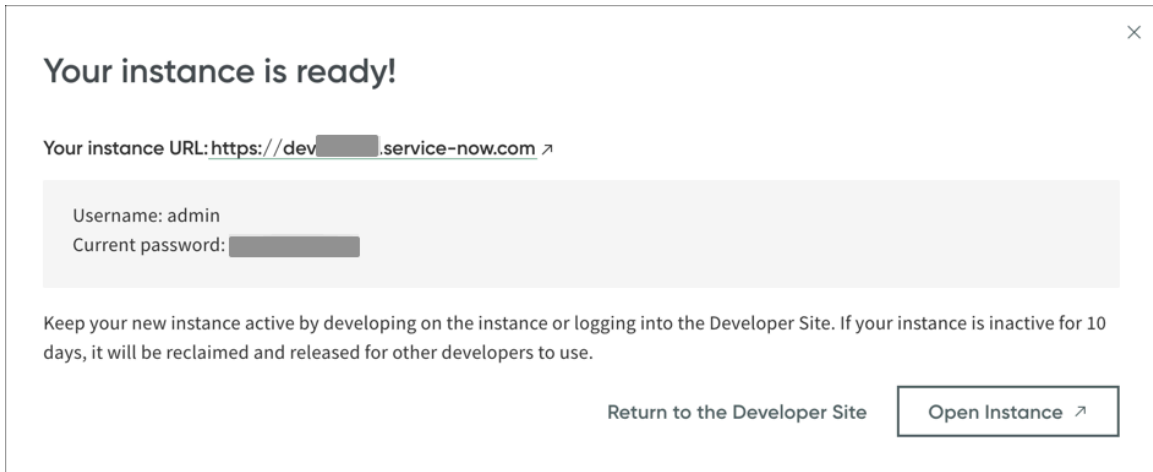 Your instance is ready!
Your instance URL: https://dev .service-now.com
Username: admin
Current password:
Keep your new instance active by developing on the instance or logging into the Developer Site. If your instance is inactive for 10
days, it will be reclaimed and released for other developers to use.
Return to the Developer Site
Open Instance